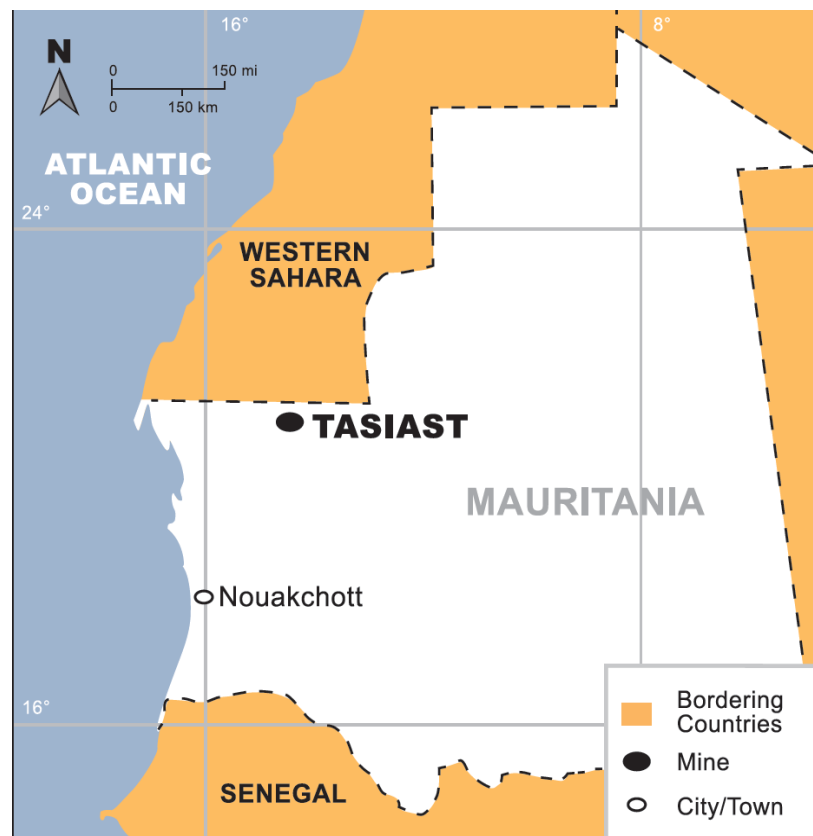 16°
8°
N
0
150 mi
0
150 km
ATLANTIC
OCEAN
24°
WESTERN
SAHARA
TASIAST
MAURITANIA
Nouakchott
16°
SENEGAL
Bordering
Countries
Mine
City/Town